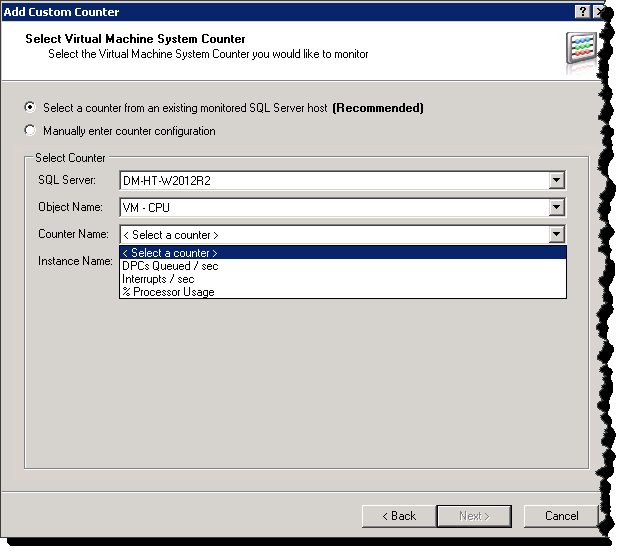 Add Custom Counter
Select Virtual Machine System Counter
Select the Virtual Machine System Counter you would like to monitor
Select a counter from an existing monitored SQL Server host (Recommended)
Manually enter counter configuration
Select Counter
SQL Server: DM-HT-W2012R2
Object Name: VM - CPU
Counter Name: < Select a counter >
< Select a counter >
Instance Name: DPCs Queued / sec
Interrupts / sec
% Processor Usage
< Back Next > Cancel